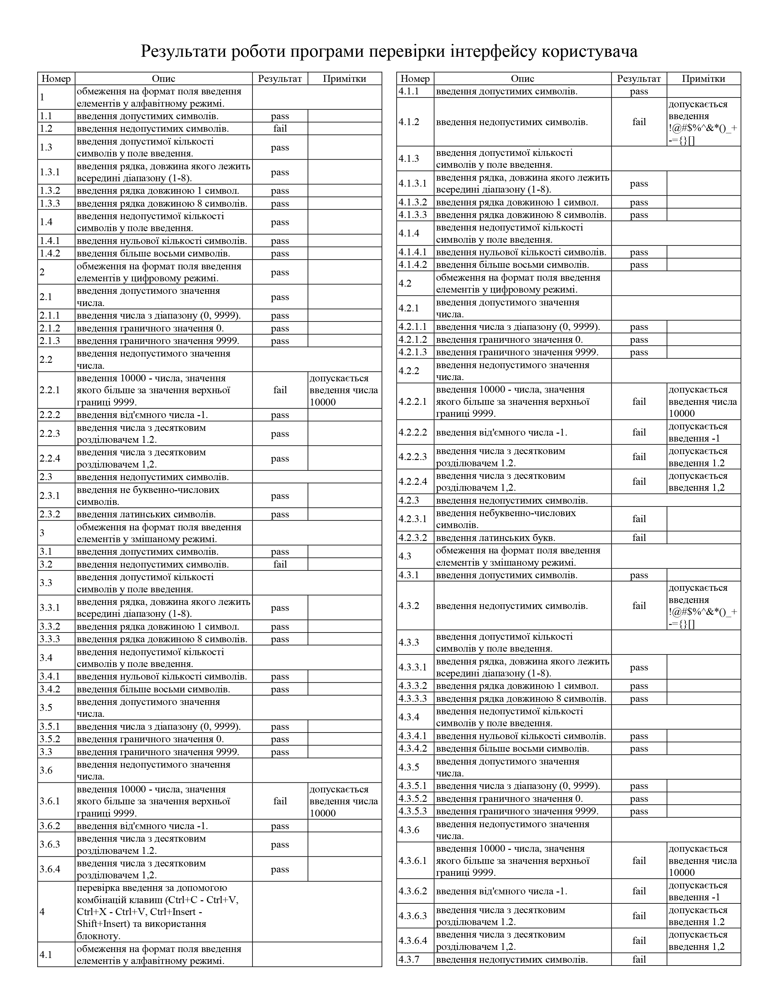 Результати роботи програми перевірки інтерфейсу користувача
Номер Опис Результат Примітки
1 обмеження на формат поля введення
елементів у алфавітному режимі.
1.1 введення допустимих символів. pass
1.2 введення недопустимих символів. fail
1.3 введення допустимої кількості
символів у поле введення. pass
1.3.1 введення рядка, довжина якого лежить
всередині діапазону (1-8). pass
1.3.2 введення рядка довжиною 1 символ. pass
1.3.3 введення рядка довжиною 8 символів. pass
1.4 введення недопустимої кількості
символів у поле введення. pass
1.4.1 введення нульової кількості символів. pass
1.4.2 введення більше восьми символів. pass
2 обмеження на формат поля введення
елементів у цифровому режимі. pass
2.1 введення допустимого значення
числа. pass
2.1.1 введення числа з діапазону (0, 9999). pass
2.1.2 введення граничного значення 0. pass
2.1.3 введення граничного значення 9999. pass
2.2 введення недопустимого значення
числа.
2.2.1 введення 10000 - числа, значення
якого більше за значення верхньої
границі 9999. fail допускається
введення числа
10000
2.2.2 введення від'ємного числа -1. pass
2.2.3 введення числа з десятковим
розділювачем 1.2. pass
2.2.4 введення числа з десятковим
розділювачем 1,2. pass
2.3 введення недопустимих символів.
2.3.1 введення не буквенно-числових
символів. pass
2.3.2 введення латинських символів. pass
3 обмеження на формат поля введення
елементів у змішаному режимі.
3.1 введення допустимих символів. pass
3.2 введення недопустимих символів. fail
3.3 введення допустимої кількості
символів у поле введення.
3.3.1 введення рядка, довжина якого лежить
всередині діапазону (1-8). pass
3.3.2 введення рядка довжиною 1 символ. pass
3.3.3 введення рядка довжиною 8 символів. pass
3.4 введення недопустимої кількості
символів у поле введення.
3.4.1 введення нульової кількості символів. pass
3.4.2 введення більше восьми символів. pass
3.5 введення допустимого значення
числа.
3.5.1 введення числа з діапазону (0, 9999). pass
3.5.2 введення граничного значення 0. pass
3.3 введення граничного значення 9999. pass
3.6 введення недопустимого значення
числа.
3.6.1 введення 10000 - числа, значення
якого більше за значення верхньої
границі 9999. fail допускається
введення числа
10000
3.6.2 введення від'ємного числа -1. pass
3.6.3 введення числа з десятковим
розділювачем 1.2. pass
3.6.4 введення числа з десятковим
розділювачем 1,2. pass
4 перевірка введення за допомогою
комбінацій клавиш (Ctrl+C - Ctrl+V,
Ctrl+X - Ctrl+V, Ctrl+Insert -
Shift+Insert) та використання
блокноту.
4.1 обмеження на формат поля введення
елементів у алфавітному режимі.
Номер Опис Результат Примітки
4.1.1 введення допустимих символів. pass
4.1.2 введення недопустимих символів. fail допускається
введення
!@#$%^&*()_+
-={}[]
4.1.3 введення допустимої кількості
символів у поле введення.
4.1.3.1 введення рядка, довжина якого лежить
всередині діапазону (1-8). pass
4.1.3.2 введення рядка довжиною 1 символ. pass
4.1.3.3 введення рядка довжиною 8 символів. pass
4.1.4 введення недопустимої кількості
символів у поле введення.
4.1.4.1 введення нульової кількості символів. pass
4.1.4.2 введення більше восьми символів. pass
4.2 обмеження на формат поля введення
елементів у цифровому режимі.
4.2.1 введення допустимого значення
числа.
4.2.1.1 введення числа з діапазону (0, 9999). pass
4.2.1.2 введення граничного значення 0. pass
4.2.1.3 введення граничного значення 9999. pass
4.2.2 введення недопустимого значення
числа.
4.2.2.1 введення 10000 - числа, значення
якого більше за значення верхньої
границі 9999. fail допускається
введення числа
10000
4.2.2.2 введення від'ємного числа -1. fail допускається
введення -1
4.2.2.3 введення числа з десятковим
розділювачем 1.2. fail допускається
введення 1.2
4.2.2.4 введення числа з десятковим
розділювачем 1,2. fail допускається
введення 1,2
4.2.3 введення недопустимих символів.
4.2.3.1 введення небуквенно-числових
символів. fail
4.2.3.2 введення латинських букв. fail
4.3 обмеження на формат поля введення
елементів у змішаному режимі.
4.3.1 введення допустимих символів. pass
4.3.2 введення недопустимих символів. fail допускається
введення
!@#$%^&*()_+
-={}[]
4.3.3 введення допустимої кількості
символів у поле введення.
4.3.3.1 введення рядка, довжина якого лежить
всередині діапазону (1-8). pass
4.3.3.2 введення рядка довжиною 1 символ. pass
4.3.3.3 введення рядка довжиною 8 символів. pass
4.3.4 введення недопустимої кількості
символів у поле введення.
4.3.4.1 введення нульової кількості символів. pass
4.3.4.2 введення більше восьми символів. pass
4.3.5 введення допустимого значення
числа.
4.3.5.1 введення числа з діапазону (0, 9999). pass
4.3.5.2 введення граничного значення 0. pass
4.3.5.3 введення граничного значення 9999. pass
4.3.6 введення недопустимого значення
числа.
4.3.6.1 введення 10000 - числа, значення
якого більше за значення верхньої
границі 9999. fail допускається
введення числа
10000
4.3.6.2 введення від'ємного числа -1. fail допускається
введення -1
4.3.6.3 введення числа з десятковим
розділювачем 1.2. fail допускається
введення 1.2
4.3.6.4 введення числа з десятковим
розділювачем 1,2. fail допускається
введення 1,2
4.3.7 введення недопустимих символів. fail